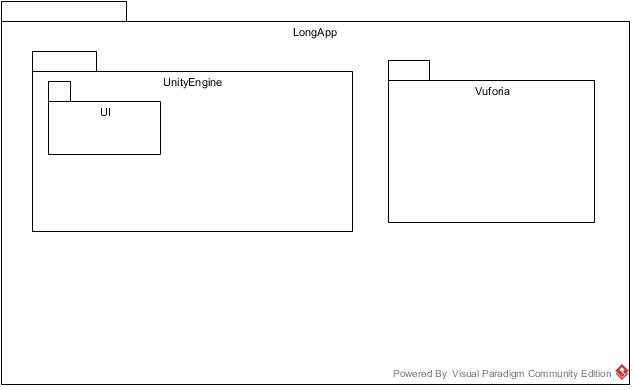 LongApp
UnityEngine
Vuforia
UI
Powered By Visual Paradigm Community Edition